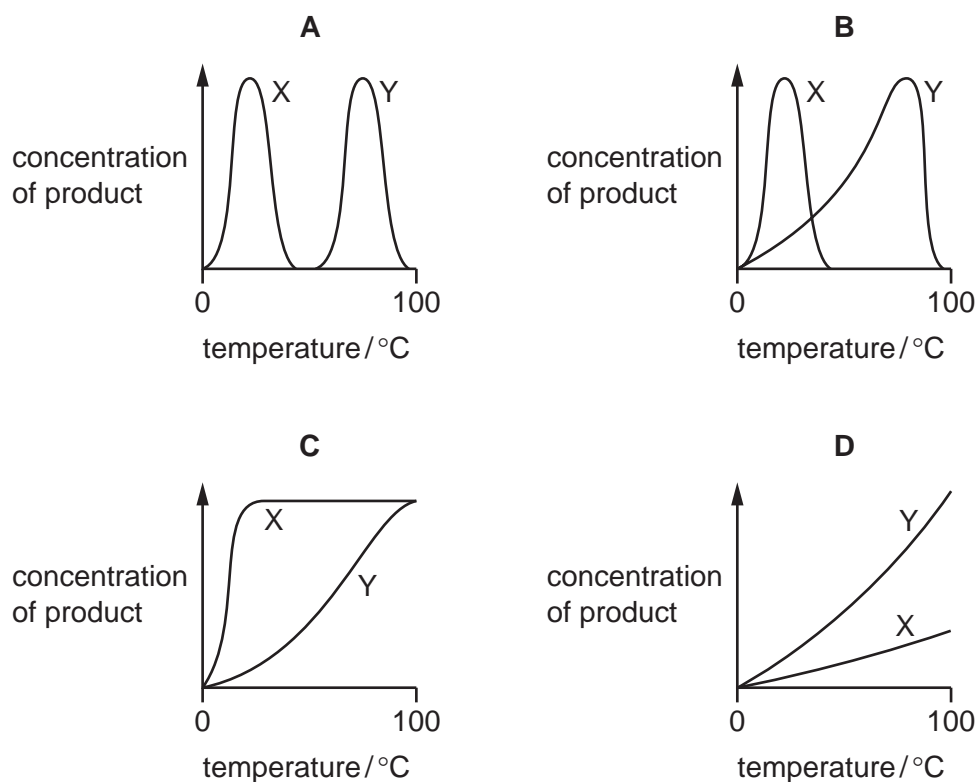 A
X
Y
concentration
of product
0
100
temperature / °C
B
X
Y
concentration
of product
0
100
temperature / °C
C
X
Y
concentration
of product
0
100
temperature / °C
D
Y
X
concentration
of product
0
100
temperature / °C